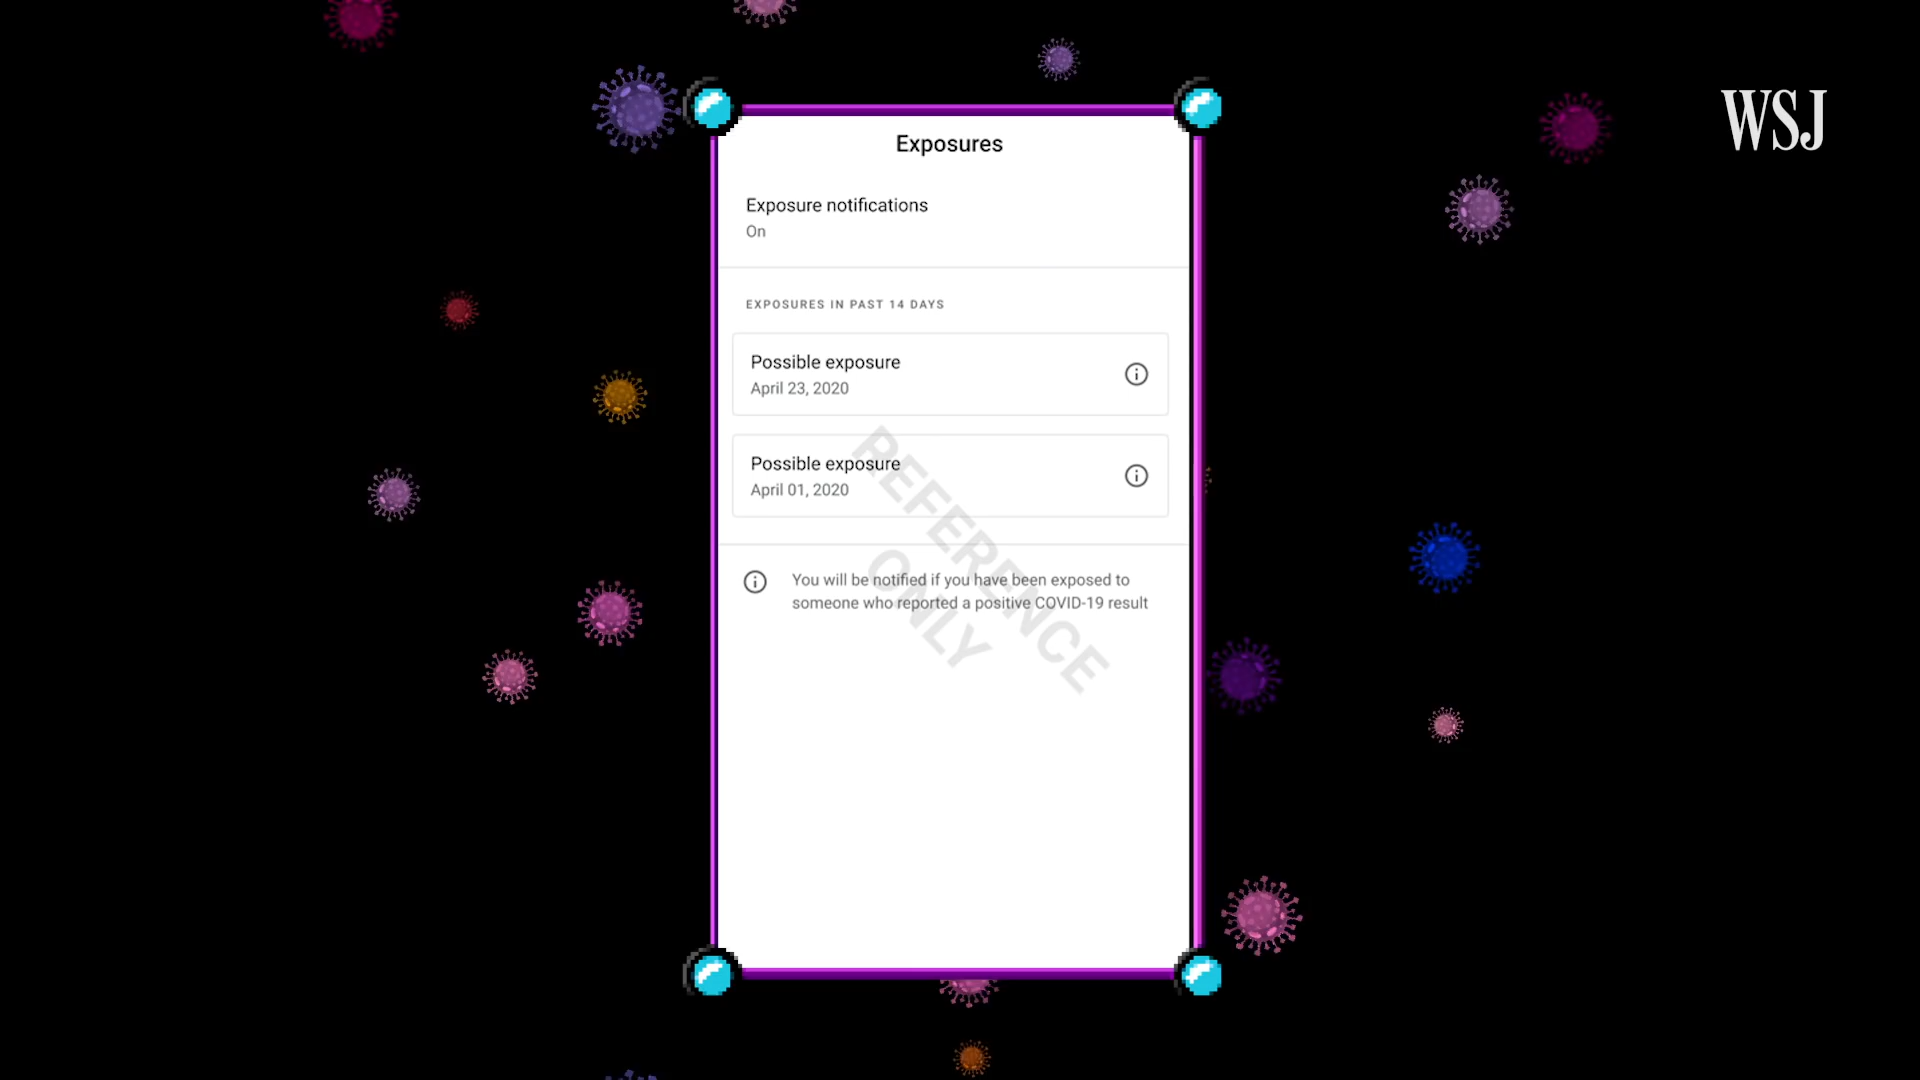 WSJ
Exposures
Exposure notifications
On
EXPOSURES IN PAST 14 DAYS
Possible exposure
April 23, 2020
Possible exposure
April 01, 2020
You will be notified if you have been exposed to
someone who reported a positive COVID-19 result
REFERENCE
ONLY